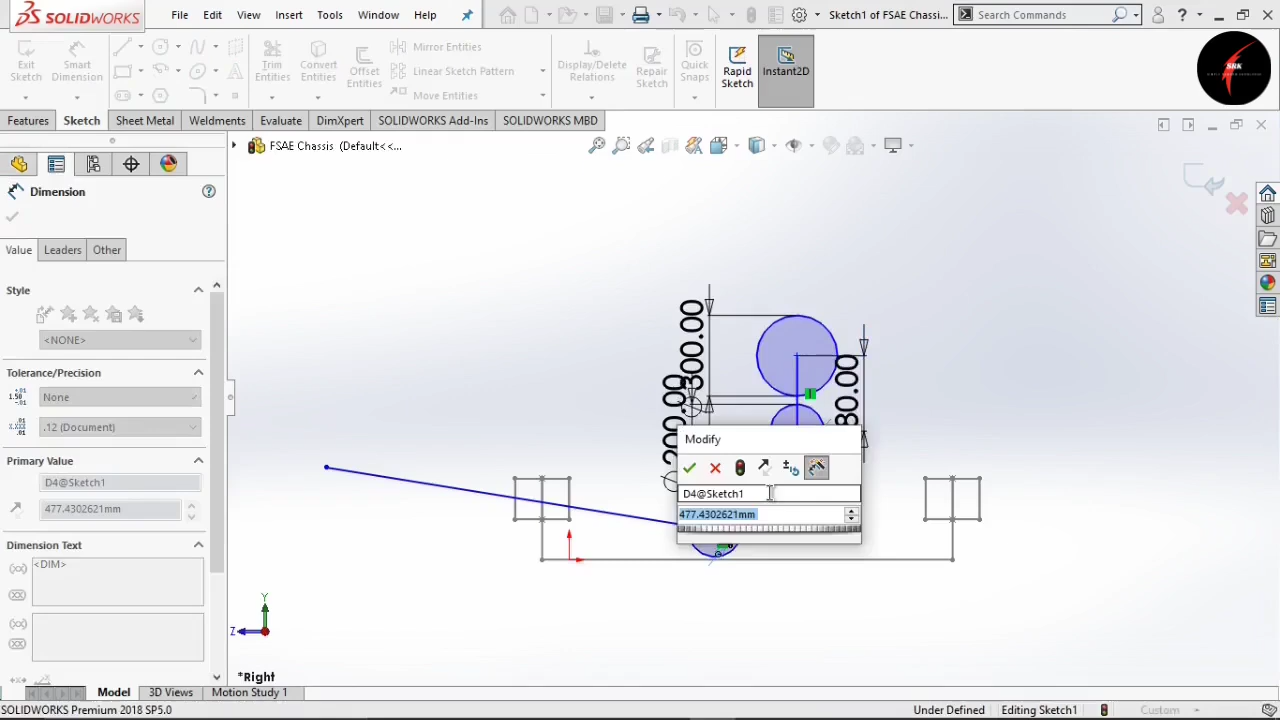 SOLIDWORKS
File Edit View Insert Tools Window Help
Sketch1 of FSAE Chassi...
Search Commands
Exit Sketch
Smart Dimension
Trim Entities
Convert Entities
Offset Entities
Mirror Entities
Linear Sketch Pattern
Move Entities
Display/Delete Relations
Repair Sketch
Quick Snaps
Rapid Sketch
Instant2D
SRK
Features Sketch Sheet Metal Weldments Evaluate DimXpert SOLIDWORKS Add-Ins SOLIDWORKS MBD
FSAE Chassis (Default<<...
Dimension
Value Leaders Other
Style
<NONE>
Tolerance/Precision
None
.12 (Document)
Primary Value
D4@Sketch1
477.4302621mm
Dimension Text
<DIM>
300.00
200.00
Modify
D4@Sketch1
477.4302621mm
Y
Z
*Right
Model 3D Views Motion Study 1
SOLIDWORKS Premium 2018 SP5.0
Under Defined Editing Sketch1 Custom